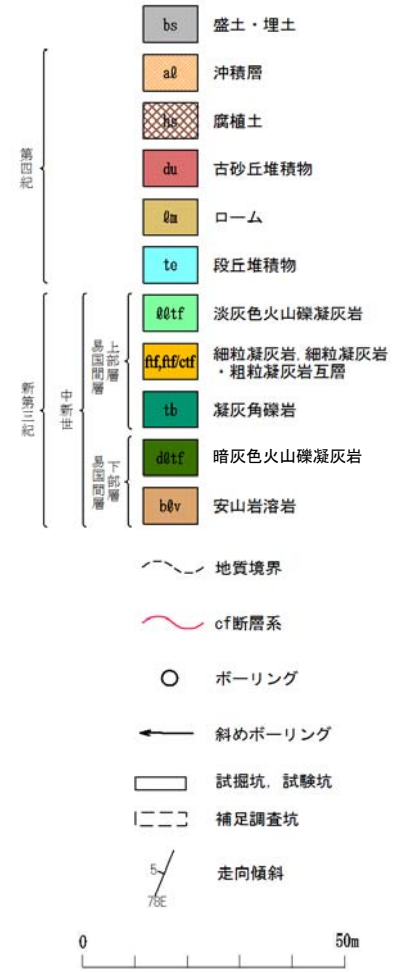 bs 盛土・埋土
第四紀
aℓ 沖積層
hs 腐植土
du 古砂丘堆積物
ℓm ローム
te 段丘堆積物
新第三紀
中新世
易国間層
上部層
ℓℓtf 淡灰色火山礫凝灰岩
ftf,ftf/ctf 細粒凝灰岩，細粒凝灰岩
・粗粒凝灰岩互層
tb 凝灰角礫岩
易国間層
下部層
dℓtf 暗灰色火山礫凝灰岩
bℓv 安山岩溶岩
地質境界
cf断層系
ボーリング
斜めボーリング
試掘坑，試験坑
補足調査坑
5
78E
走向傾斜
0 50m